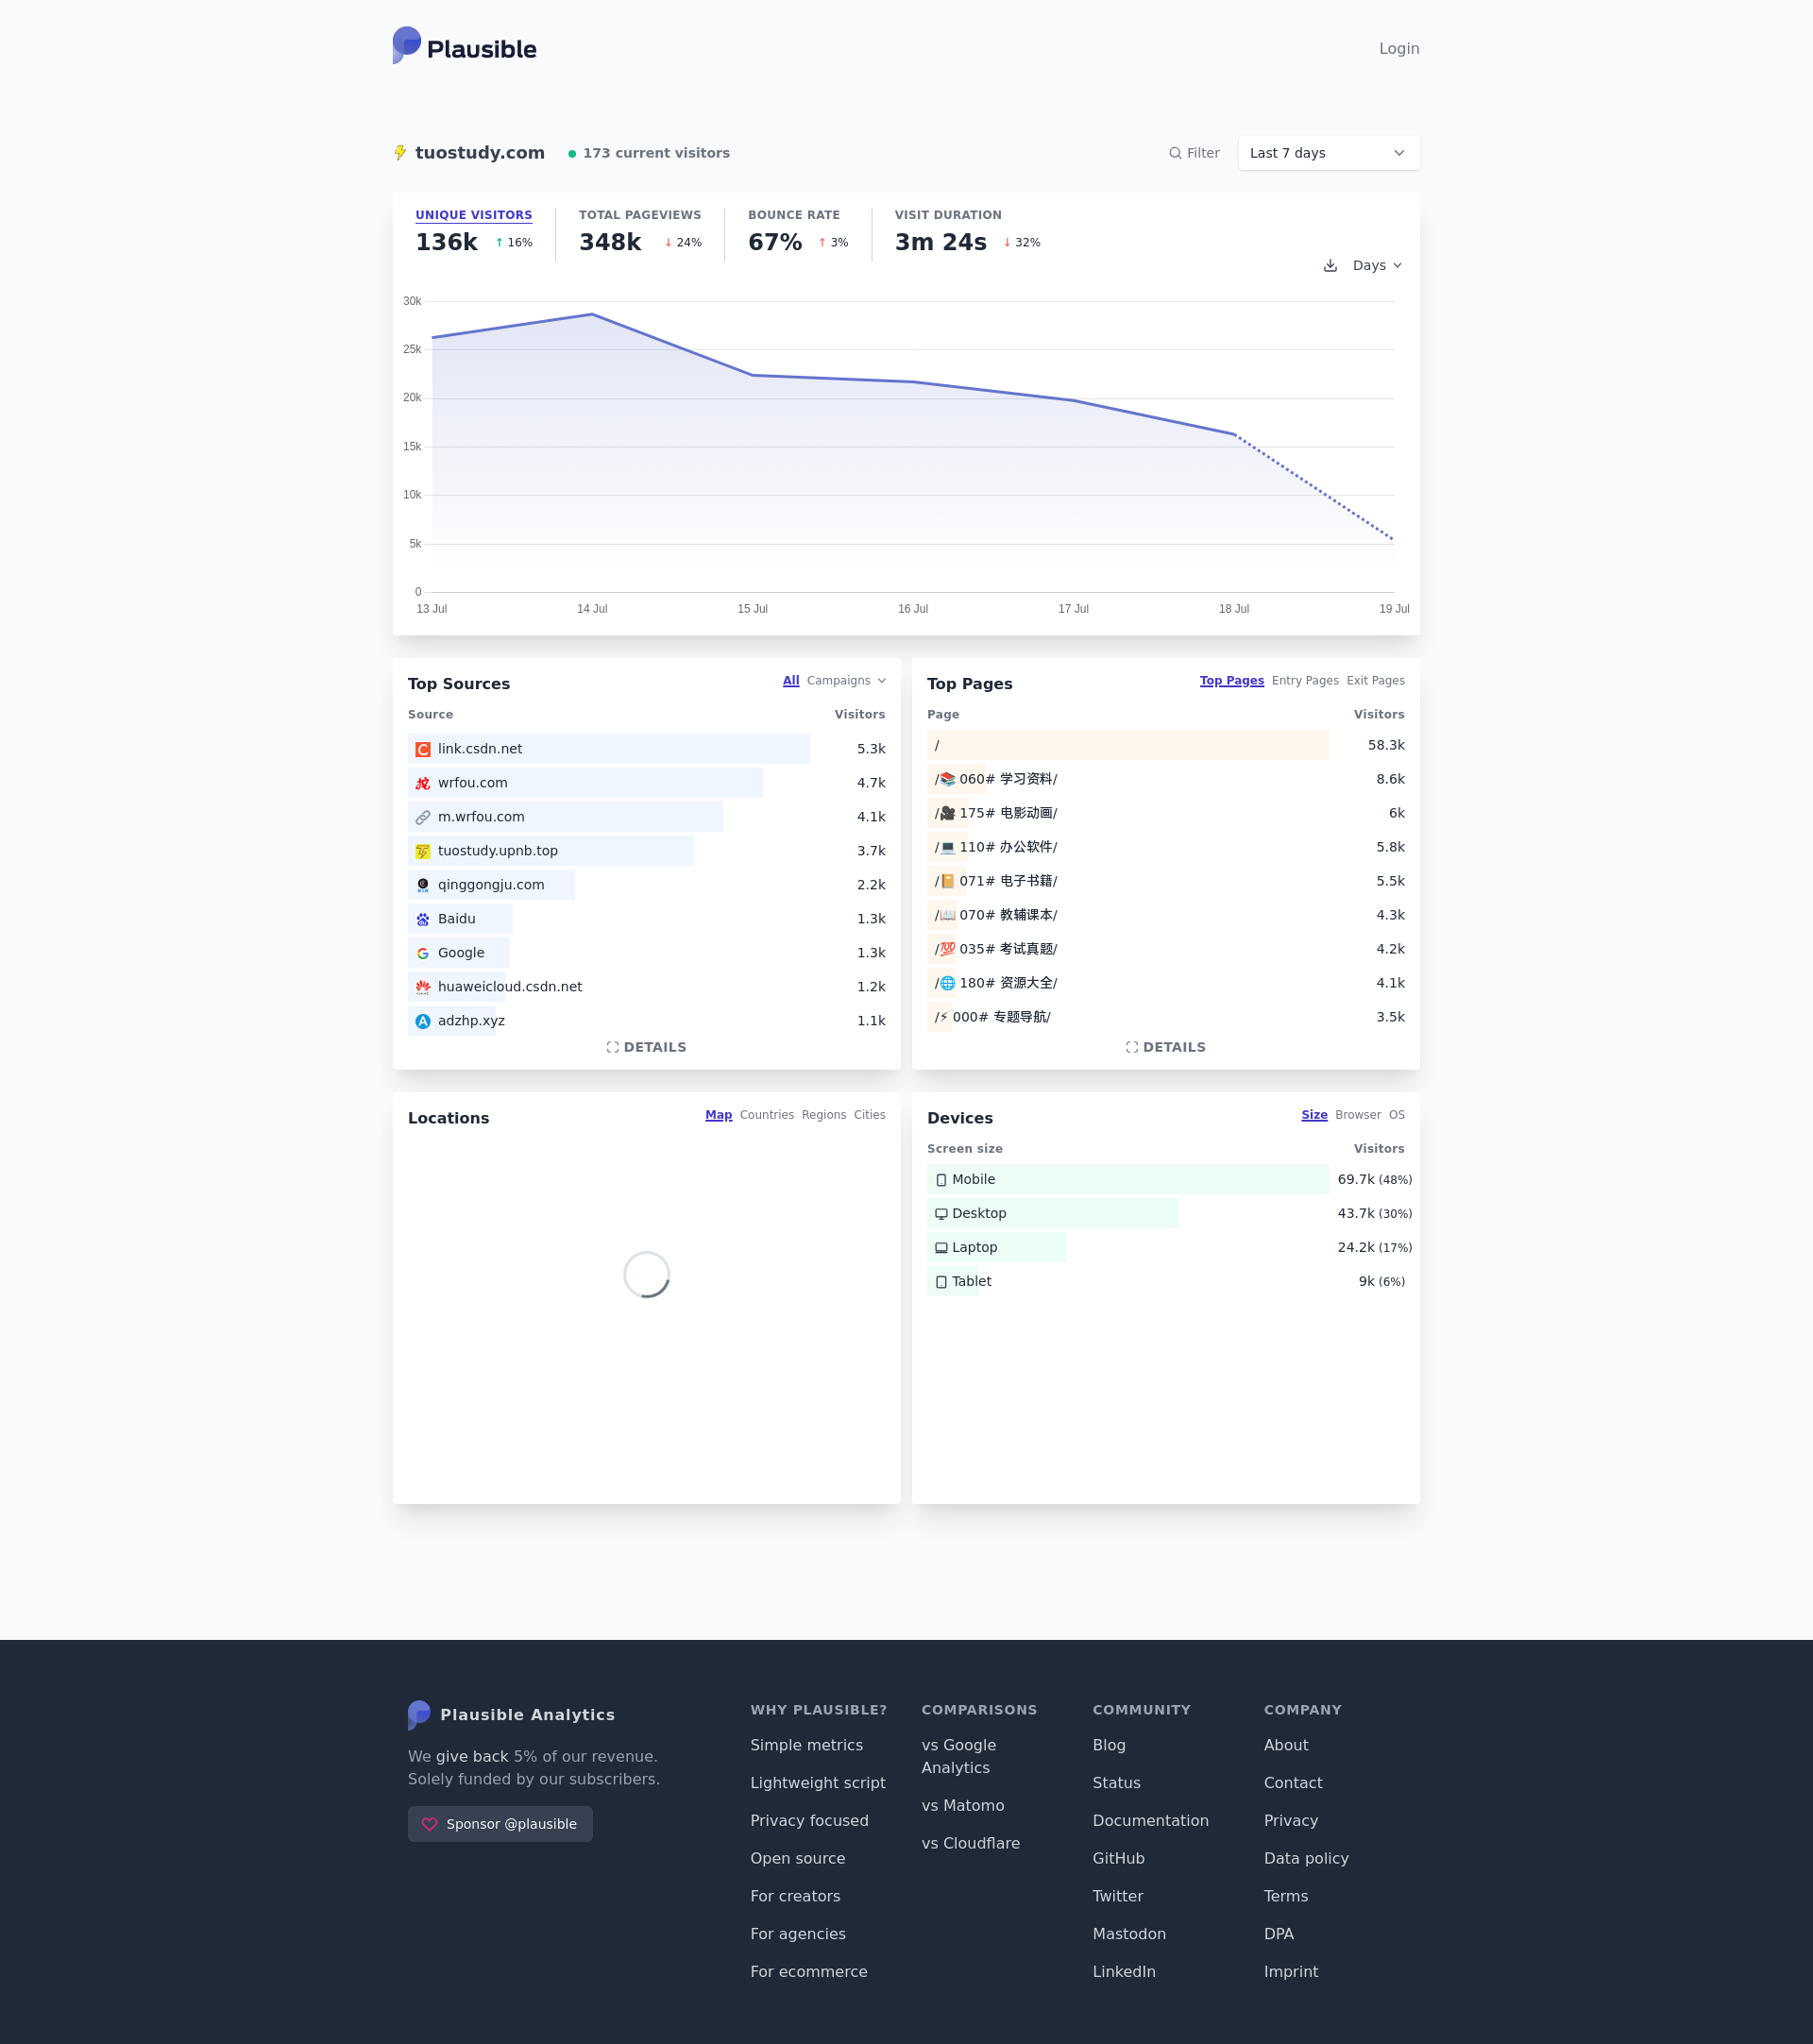 Plausible
Login
tuostudy.com
173 current visitors
Filter
Last 7 days
UNIQUE VISITORS
136k ↑ 16%
TOTAL PAGEVIEWS
348k ↓ 24%
BOUNCE RATE
67% ↑ 3%
VISIT DURATION
3m 24s ↓ 32%
Days
30k
25k
20k
15k
10k
5k
0
13 Jul
14 Jul
15 Jul
16 Jul
17 Jul
18 Jul
19 Jul
Top Sources
All Campaigns
Source Visitors
link.csdn.net 5.3k
wrfou.com 4.7k
m.wrfou.com 4.1k
tuostudy.upnb.top 3.7k
qinggongju.com 2.2k
Baidu 1.3k
Google 1.3k
huaweicloud.csdn.net 1.2k
adzhp.xyz 1.1k
DETAILS
Top Pages
Top Pages Entry Pages Exit Pages
Page Visitors
/ 58.3k
/📚 060# 学习资料/ 8.6k
/🎥 175# 电影动画/ 6k
/💻 110# 办公软件/ 5.8k
/📔 071# 电子书籍/ 5.5k
/📖 070# 教辅课本/ 4.3k
/💯 035# 考试真题/ 4.2k
/🌐 180# 资源大全/ 4.1k
/⚡ 000# 专题导航/ 3.5k
DETAILS
Locations
Map Countries Regions Cities
Devices
Size Browser OS
Screen size Visitors
Mobile 69.7k (48%)
Desktop 43.7k (30%)
Laptop 24.2k (17%)
Tablet 9k (6%)
Plausible Analytics
We give back 5% of our revenue.
Solely funded by our subscribers.
Sponsor @plausible
WHY PLAUSIBLE?
Simple metrics
Lightweight script
Privacy focused
Open source
For creators
For agencies
For ecommerce
COMPARISONS
vs Google
Analytics
vs Matomo
vs Cloudflare
COMMUNITY
Blog
Status
Documentation
GitHub
Twitter
Mastodon
LinkedIn
COMPANY
About
Contact
Privacy
Data policy
Terms
DPA
Imprint